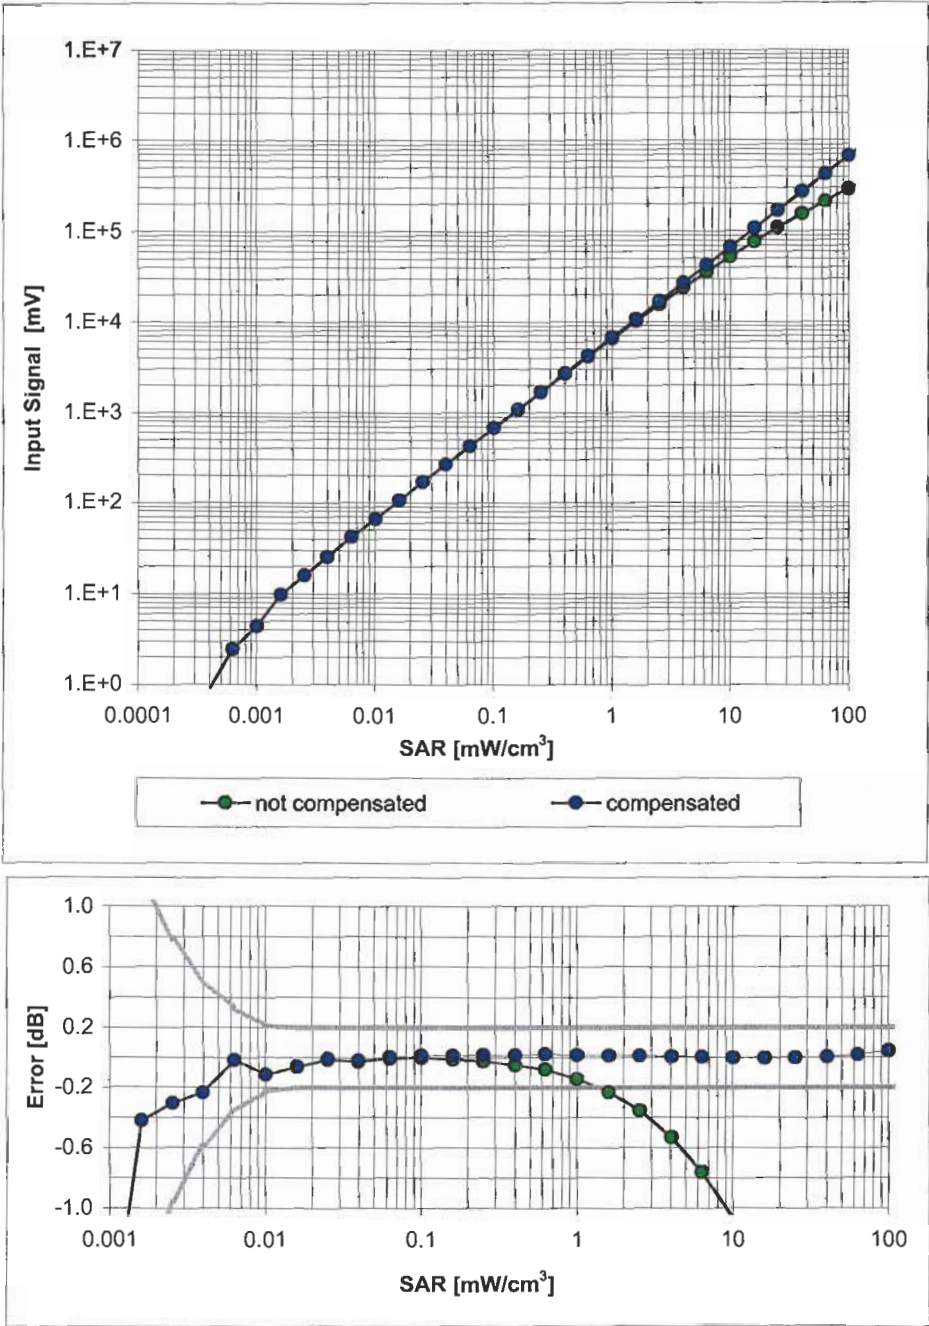 1.E+7
1.E+6
1.E+5
1.E+4
1.E+3
1.E+2
1.E+1
1.E+0
Input Signal [mV]
0.0001 0.001 0.01 0.1 1 10 100
SAR [mW/cm³]
not compensated compensated
1.0
0.6
0.2
-0.2
-0.6
-1.0
Error [dB]
0.001 0.01 0.1 1 10 100
SAR [mW/cm³]